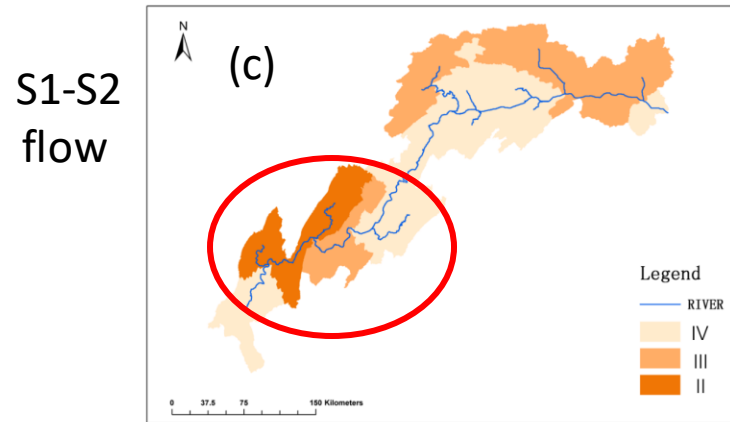 S1-S2
flow
N
(c)
Legend
RIVER
IV
III
II
0 37.5 75 150 Kilometers